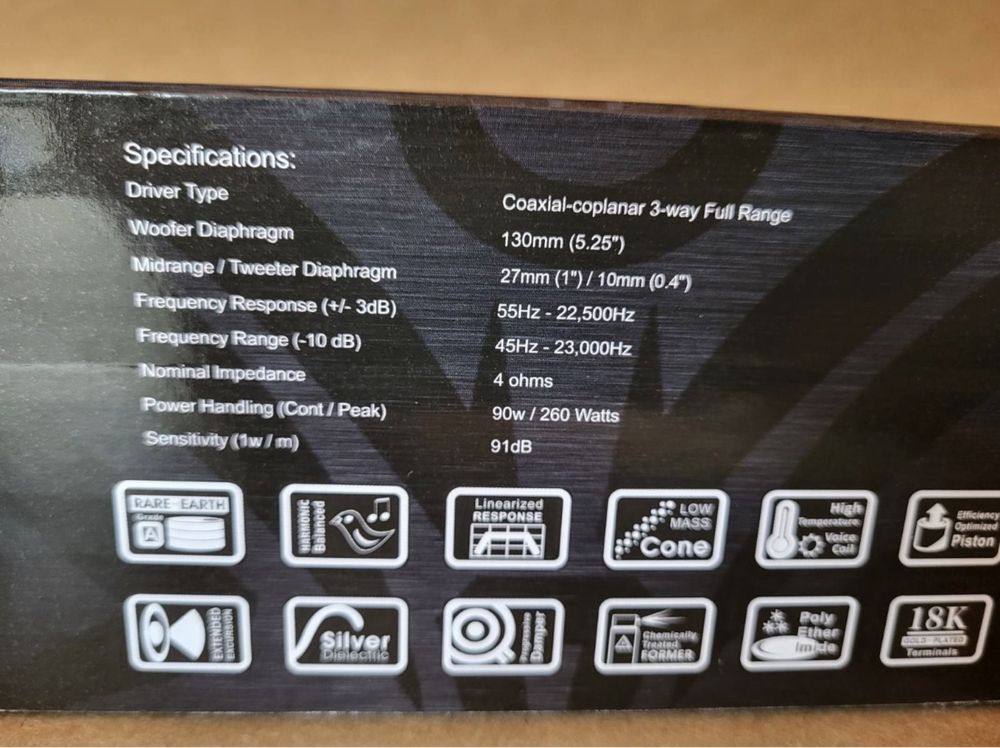 Specifications:
Driver Type Coaxial-coplanar 3-way Full Range
Woofer Diaphragm 130mm (5.25")
Midrange / Tweeter Diaphragm 27mm (1") / 10mm (0.4")
Frequency Response (+/- 3dB) 55Hz - 22,500Hz
Frequency Range (-10 dB) 45Hz - 23,000Hz
Nominal Impedance 4 ohms
Power Handling (Cont / Peak) 90w / 260 Watts
Sensitivity (1w / m) 91dB
RARE-EARTH
Grade
A
HARMONIC
Balanced
Linearized
RESPONSE
LOW
MASS
Cone
High
Temperature
Voice
Coil
Efficiency
Optimized
Piston
EXTENDED
EXCURSION
Silver
Dielectric
Progressive
Damper
Chemically
Treated
FORMER
Poly
Ether
Imide
18K
GOLD-PLATED
Terminals